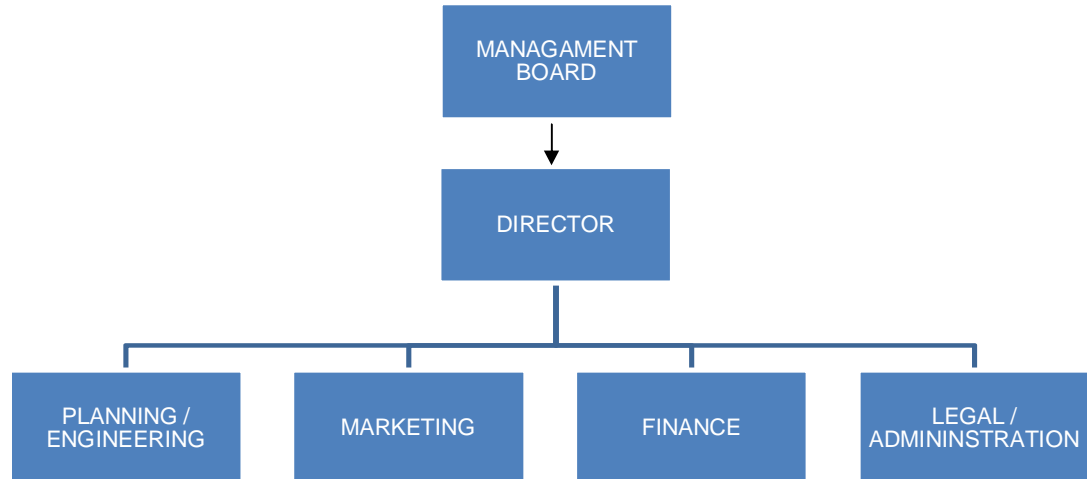 MANAGAMENT
BOARD
DIRECTOR
PLANNING /
ENGINEERING
MARKETING
FINANCE
LEGAL /
ADMININSTRATION